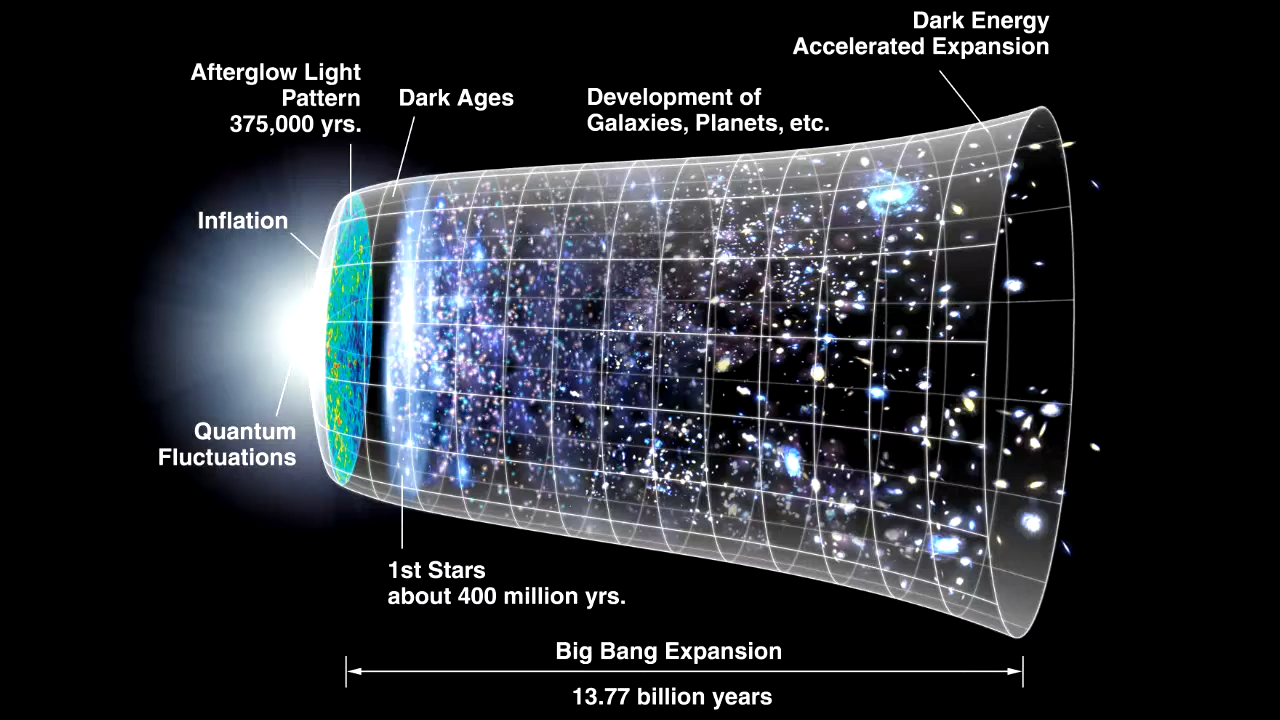 Dark Energy
Accelerated Expansion
Afterglow Light
Pattern
375,000 yrs.
Dark Ages
Development of
Galaxies, Planets, etc.
Inflation
Quantum
Fluctuations
1st Stars
about 400 million yrs.
Big Bang Expansion
13.77 billion years